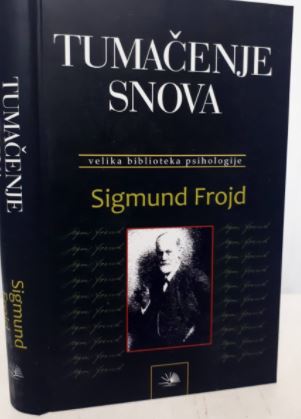 TUMAČENJE
SNOVA
velika biblioteka psihologije
Sigmund Frojd
TUMAČENJE
Sigmund